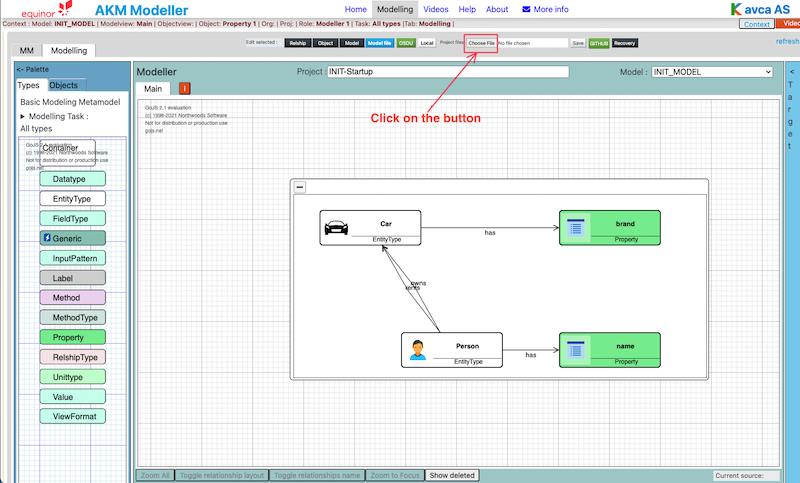 equinor
AKM Modeller
Home
Modelling
Videos
Help
About
More info
Kavca AS
Context : Model: INIT_MODEL | Modelview: Main | Objectview: | Object: Property 1 | Org: | Proj: | Role: Modeller 1 | Task: All types | Tab: Modelling |
Context
Video
MM
Modelling
Edit selected :
Relship
Object
Model
Model file
OSDU
Local
Project files:
Choose File
No file chosen
Save
GITHUB
Recovery
refresh
<-- Palette
Types
Objects
Basic Modeling Metamodel
▶ Modelling Task :
All types
GoJS 2.1 evaluation
(c) 1998-2021 Northwoods Software
Not for distribution or production use
gojs.net
Container
Datatype
EntityType
FieldType
Generic
InputPattern
Label
Method
MethodType
Property
RelshipType
Unittype
Value
ViewFormat
Modeller
Project :
INIT-Startup
Model :
INIT_MODEL
Main
GoJS 2.1 evaluation
(c) 1998-2021 Northwoods Software
Not for distribution or production use
gojs.net
Click on the button
Car
EntityType
has
brand
Property
owns
Person
EntityType
has
name
Property
Zoom All
Toggle relationship layout
Toggle relationships name
Zoom to Focus
Show deleted
Current source:
<
T
a
r
g
e
t